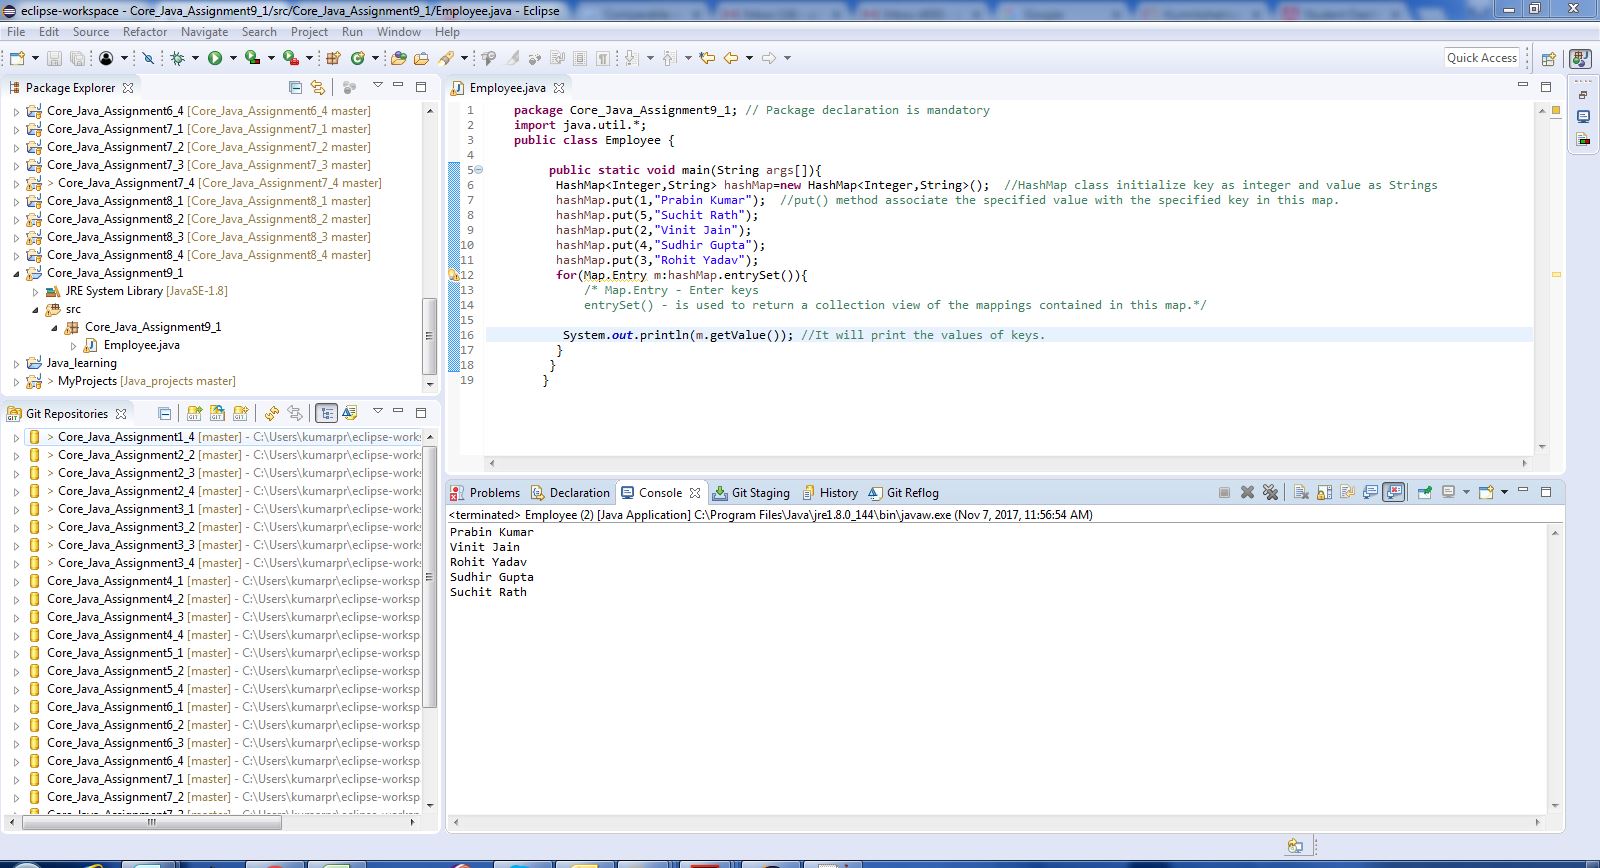 eclipse-workspace - Core_Java_Assignment9_1/src/Core_Java_Assignment9_1/Employee.java - Eclipse
File Edit Source Refactor Navigate Search Project Run Window Help
Quick Access
Package Explorer
Core_Java_Assignment6_4 [Core_Java_Assignment6_4 master]
Core_Java_Assignment7_1 [Core_Java_Assignment7_1 master]
Core_Java_Assignment7_2 [Core_Java_Assignment7_2 master]
Core_Java_Assignment7_3 [Core_Java_Assignment7_3 master]
> Core_Java_Assignment7_4 [Core_Java_Assignment7_4 master]
Core_Java_Assignment8_1 [Core_Java_Assignment8_1 master]
Core_Java_Assignment8_2 [Core_Java_Assignment8_2 master]
Core_Java_Assignment8_3 [Core_Java_Assignment8_3 master]
Core_Java_Assignment8_4 [Core_Java_Assignment8_4 master]
Core_Java_Assignment9_1
JRE System Library [JavaSE-1.8]
src
Core_Java_Assignment9_1
Employee.java
Java_learning
> MyProjects [Java_projects master]
Git Repositories
> Core_Java_Assignment1_4 [master] - C:\Users\kumarpr\eclipse-works
> Core_Java_Assignment2_2 [master] - C:\Users\kumarpr\eclipse-works
> Core_Java_Assignment2_3 [master] - C:\Users\kumarpr\eclipse-works
> Core_Java_Assignment2_4 [master] - C:\Users\kumarpr\eclipse-works
> Core_Java_Assignment3_1 [master] - C:\Users\kumarpr\eclipse-works
> Core_Java_Assignment3_2 [master] - C:\Users\kumarpr\eclipse-works
> Core_Java_Assignment3_3 [master] - C:\Users\kumarpr\eclipse-works
> Core_Java_Assignment3_4 [master] - C:\Users\kumarpr\eclipse-works
Core_Java_Assignment4_1 [master] - C:\Users\kumarpr\eclipse-worksp
Core_Java_Assignment4_2 [master] - C:\Users\kumarpr\eclipse-worksp
Core_Java_Assignment4_3 [master] - C:\Users\kumarpr\eclipse-worksp
Core_Java_Assignment4_4 [master] - C:\Users\kumarpr\eclipse-worksp
Core_Java_Assignment5_1 [master] - C:\Users\kumarpr\eclipse-worksp
Core_Java_Assignment5_2 [master] - C:\Users\kumarpr\eclipse-worksp
Core_Java_Assignment5_4 [master] - C:\Users\kumarpr\eclipse-worksp
Core_Java_Assignment6_1 [master] - C:\Users\kumarpr\eclipse-worksp
Core_Java_Assignment6_2 [master] - C:\Users\kumarpr\eclipse-worksp
Core_Java_Assignment6_3 [master] - C:\Users\kumarpr\eclipse-worksp
Core_Java_Assignment6_4 [master] - C:\Users\kumarpr\eclipse-worksp
Core_Java_Assignment7_1 [master] - C:\Users\kumarpr\eclipse-worksp
Core_Java_Assignment7_2 [master] - C:\Users\kumarpr\eclipse-worksp
Employee.java
1 package Core_Java_Assignment9_1; // Package declaration is mandatory
2 import java.util.*;
3 public class Employee {
4
5 public static void main(String args[]){
6 HashMap<Integer,String> hashMap=new HashMap<Integer,String>(); //HashMap class initialize key as integer and value as Strings
7 hashMap.put(1,"Prabin Kumar"); //put() method associate the specified value with the specified key in this map.
8 hashMap.put(5,"Suchit Rath");
9 hashMap.put(2,"Vinit Jain");
10 hashMap.put(4,"Sudhir Gupta");
11 hashMap.put(3,"Rohit Yadav");
12 for(Map.Entry m:hashMap.entrySet()){
13 /* Map.Entry - Enter keys
14 entrySet() - is used to return a collection view of the mappings contained in this map.*/
15
16 System.out.println(m.getValue()); //It will print the values of keys.
17 }
18 }
19 }
Problems Declaration Console Git Staging History Git Reflog
<terminated> Employee (2) [Java Application] C:\Program Files\Java\jre1.8.0_144\bin\javaw.exe (Nov 7, 2017, 11:56:54 AM)
Prabin Kumar
Vinit Jain
Rohit Yadav
Sudhir Gupta
Suchit Rath